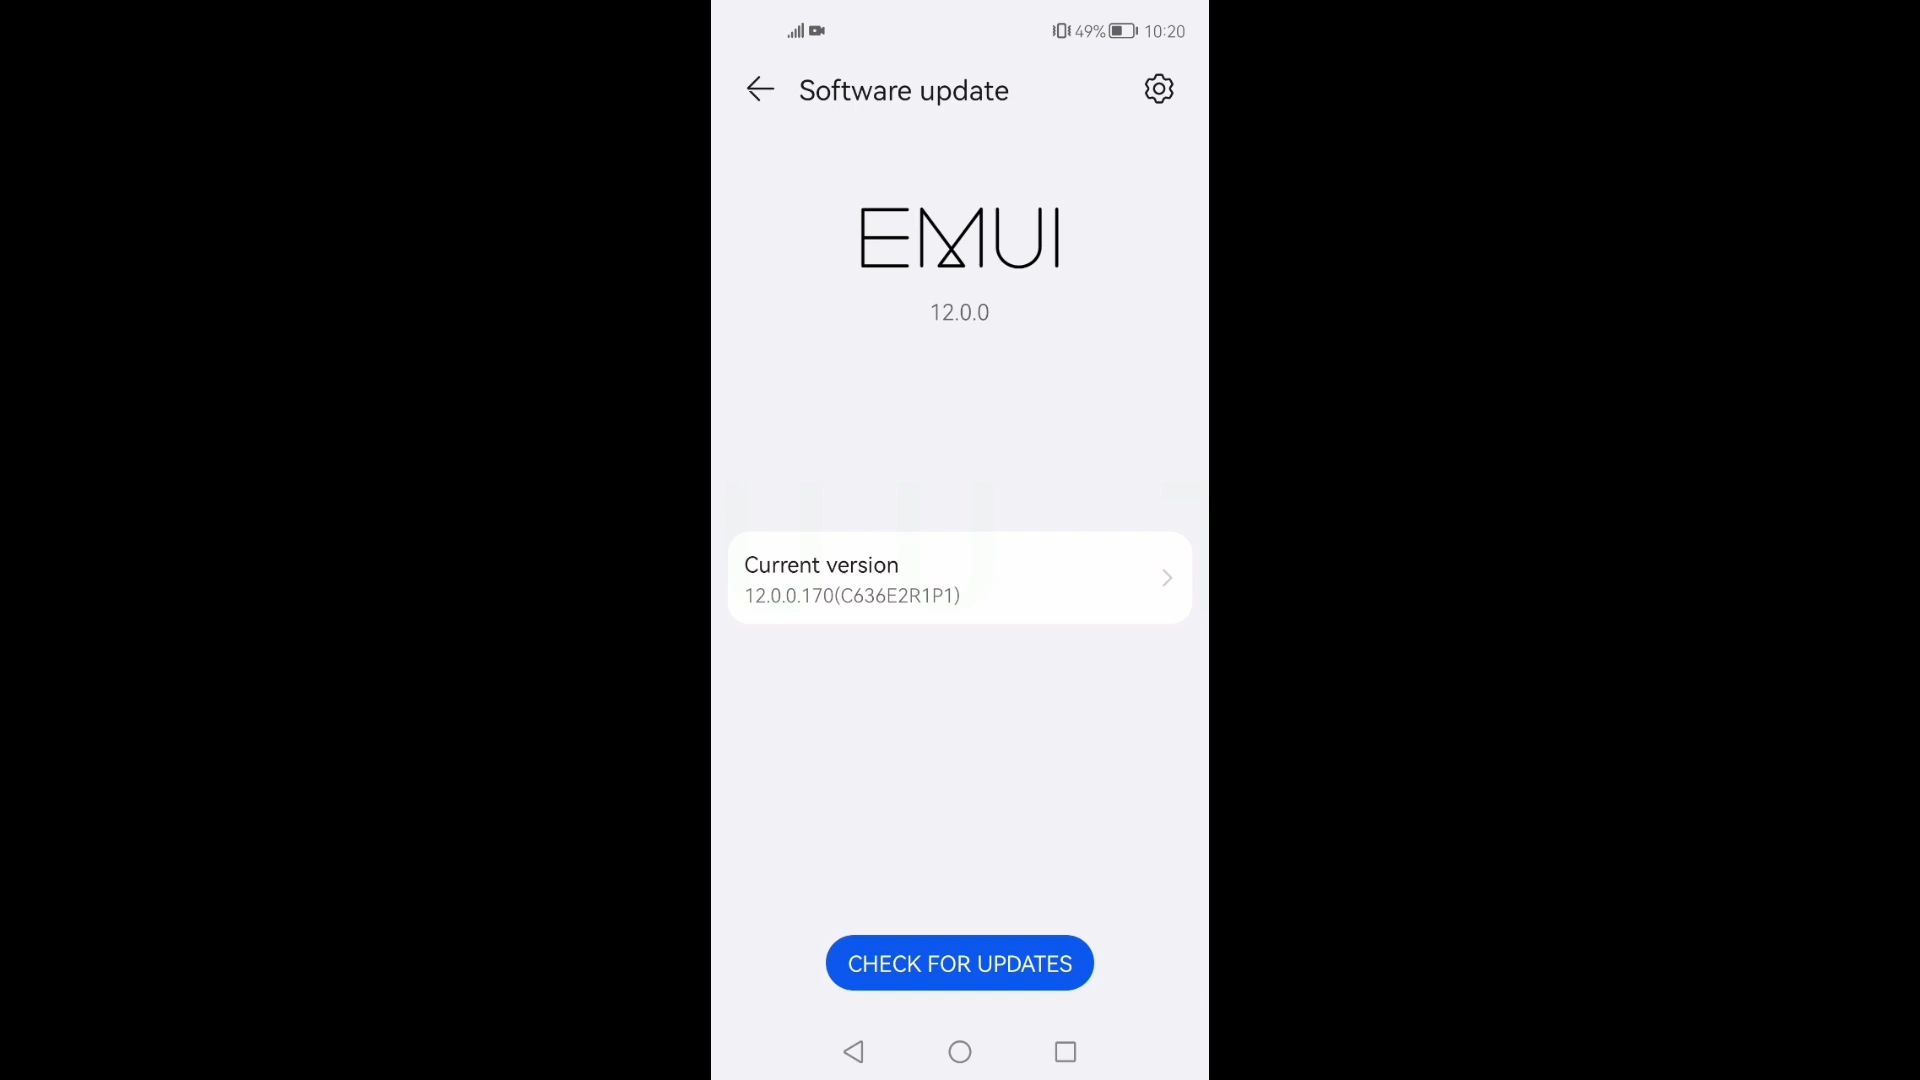 49% 10:20
Software update
EMUI
12.0.0
Current version
12.0.0.170(C636E2R1P1)
CHECK FOR UPDATES